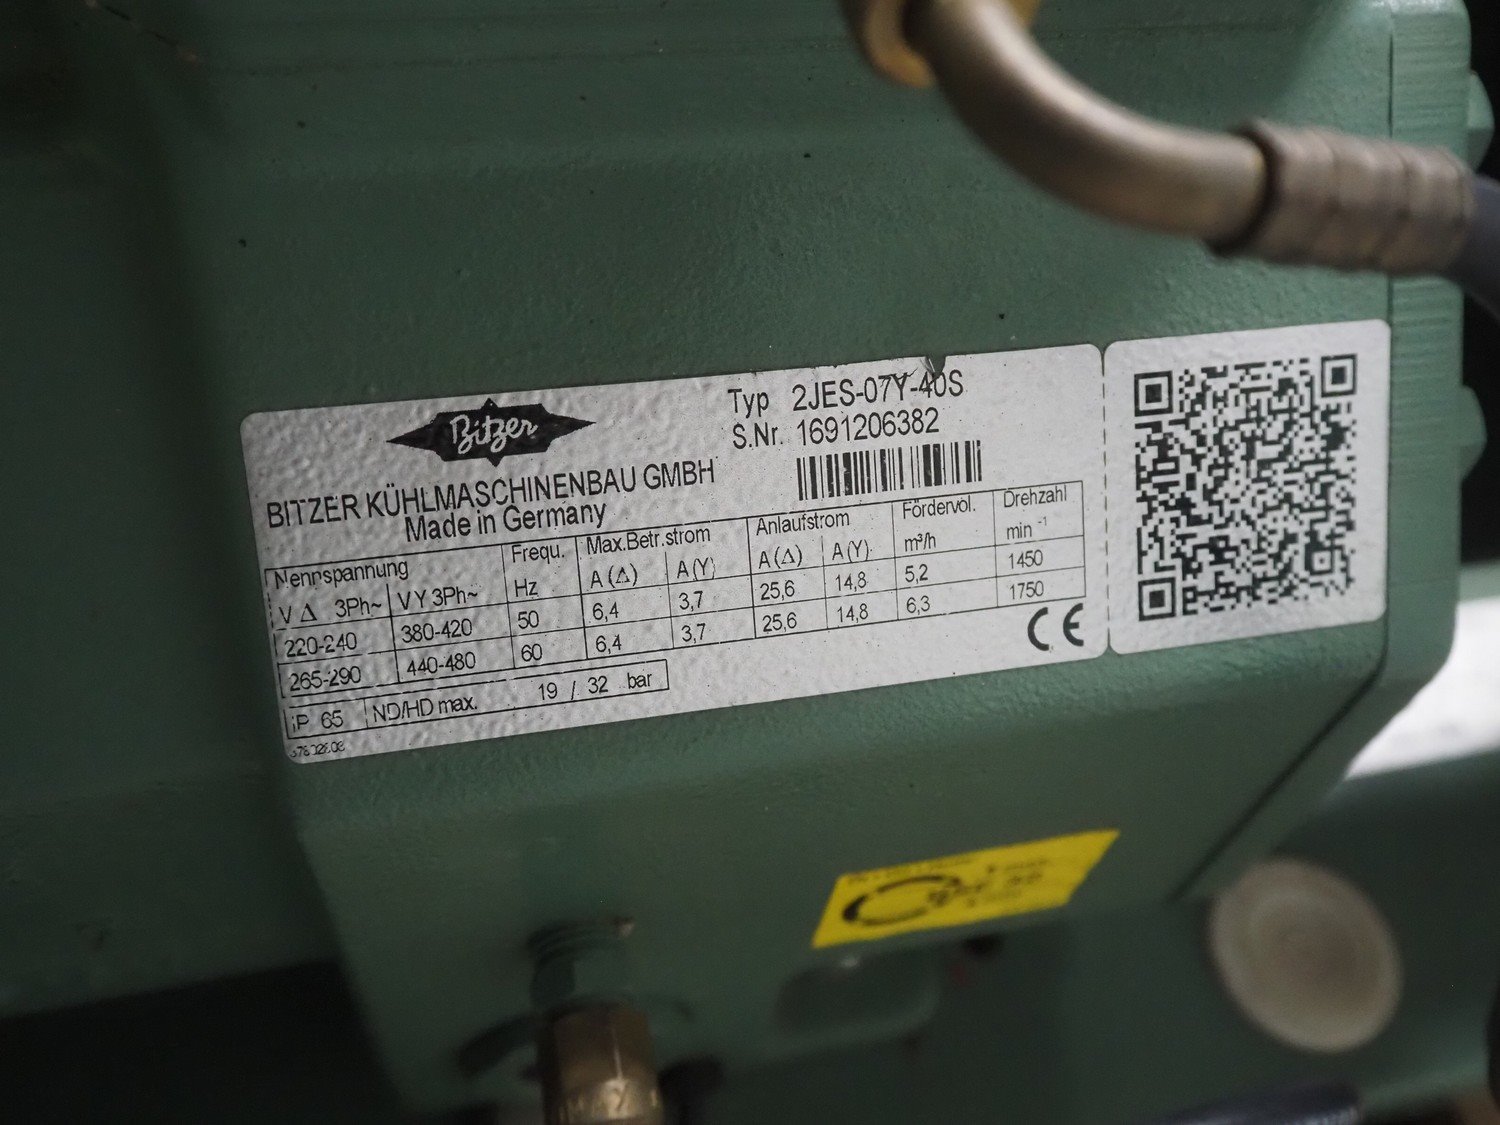 Bitzer
Typ 2JES-07Y-40S
S.Nr. 1691206382
BITZER KÜHLMASCHINENBAU GMBH
Made in Germany
Nennspannung Frequ. Max.Betr.strom Anlaufstrom Fördervol. Drehzahl
V Δ 3Ph~ VY 3Ph~ Hz A (Δ) A (Y) A (Δ) A (Y) m³/h min⁻¹
220-240 380-420 50 6,4 3,7 25,6 14,8 5,2 1450
265-290 440-480 60 6,4 3,7 25,6 14,8 6,3 1750
IP 65 ND/HD max. 19 / 32 bar
CE